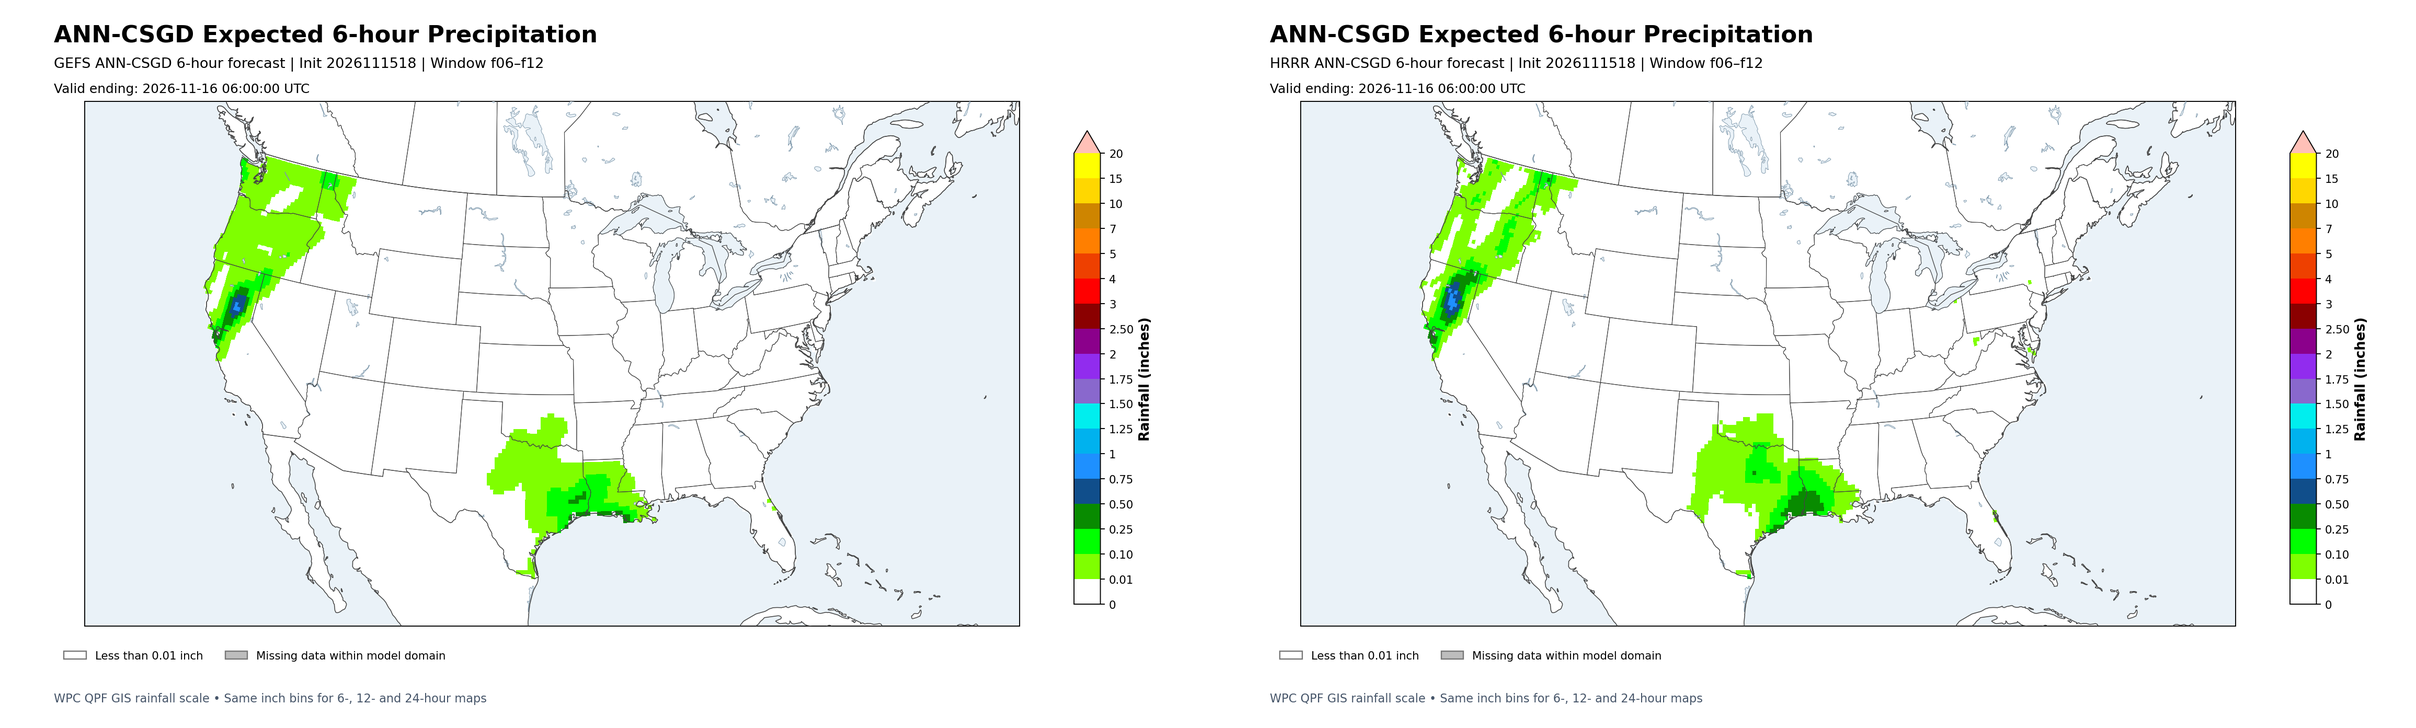 ANN-CSGD Expected 6-hour Precipitation
GEFS ANN-CSGD 6-hour forecast | Init 2026111518 | Window f06–f12
Valid ending: 2026-11-16 06:00:00 UTC
20
15
10
7
5
4
3
2.50
2
1.75
1.50
1.25
1
0.75
0.50
0.25
0.10
0.01
0
Rainfall (inches)
Less than 0.01 inch
Missing data within model domain
WPC QPF GIS rainfall scale • Same inch bins for 6-, 12- and 24-hour maps
ANN-CSGD Expected 6-hour Precipitation
HRRR ANN-CSGD 6-hour forecast | Init 2026111518 | Window f06–f12
Valid ending: 2026-11-16 06:00:00 UTC
20
15
10
7
5
4
3
2.50
2
1.75
1.50
1.25
1
0.75
0.50
0.25
0.10
0.01
0
Rainfall (inches)
Less than 0.01 inch
Missing data within model domain
WPC QPF GIS rainfall scale • Same inch bins for 6-, 12- and 24-hour maps